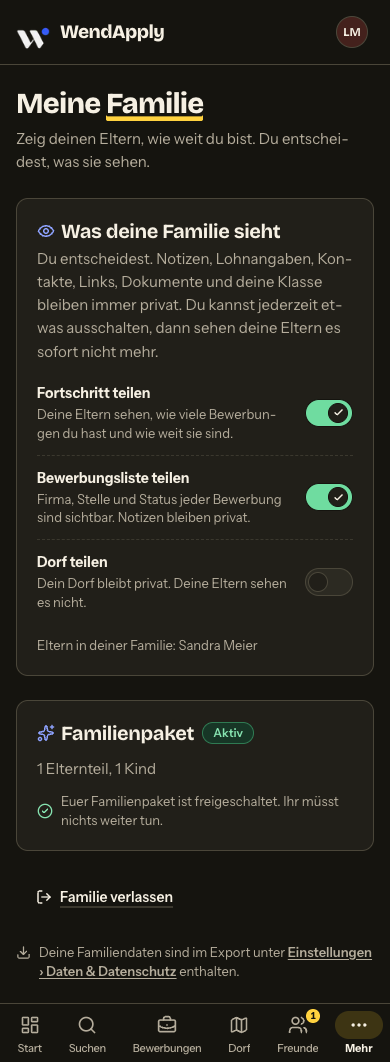 WendApply
LM
Meine Familie
Zeig deinen Eltern, wie weit du bist. Du entschei-
dest, was sie sehen.
Was deine Familie sieht
Du entscheidest. Notizen, Lohnangaben, Kon-
takte, Links, Dokumente und deine Klasse
bleiben immer privat. Du kannst jederzeit et-
was ausschalten, dann sehen deine Eltern es
sofort nicht mehr.
Fortschritt teilen
Deine Eltern sehen, wie viele Bewerbun-
gen du hast und wie weit sie sind.
Bewerbungsliste teilen
Firma, Stelle und Status jeder Bewerbung
sind sichtbar. Notizen bleiben privat.
Dorf teilen
Dein Dorf bleibt privat. Deine Eltern sehen
es nicht.
Eltern in deiner Familie: Sandra Meier
Familienpaket Aktiv
1 Elternteil, 1 Kind
Euer Familienpaket ist freigeschaltet. Ihr müsst
nichts weiter tun.
Familie verlassen
Deine Familiendaten sind im Export unter Einstellungen
› Daten & Datenschutz enthalten.
1
Start Suchen Bewerbungen Dorf Freunde Mehr